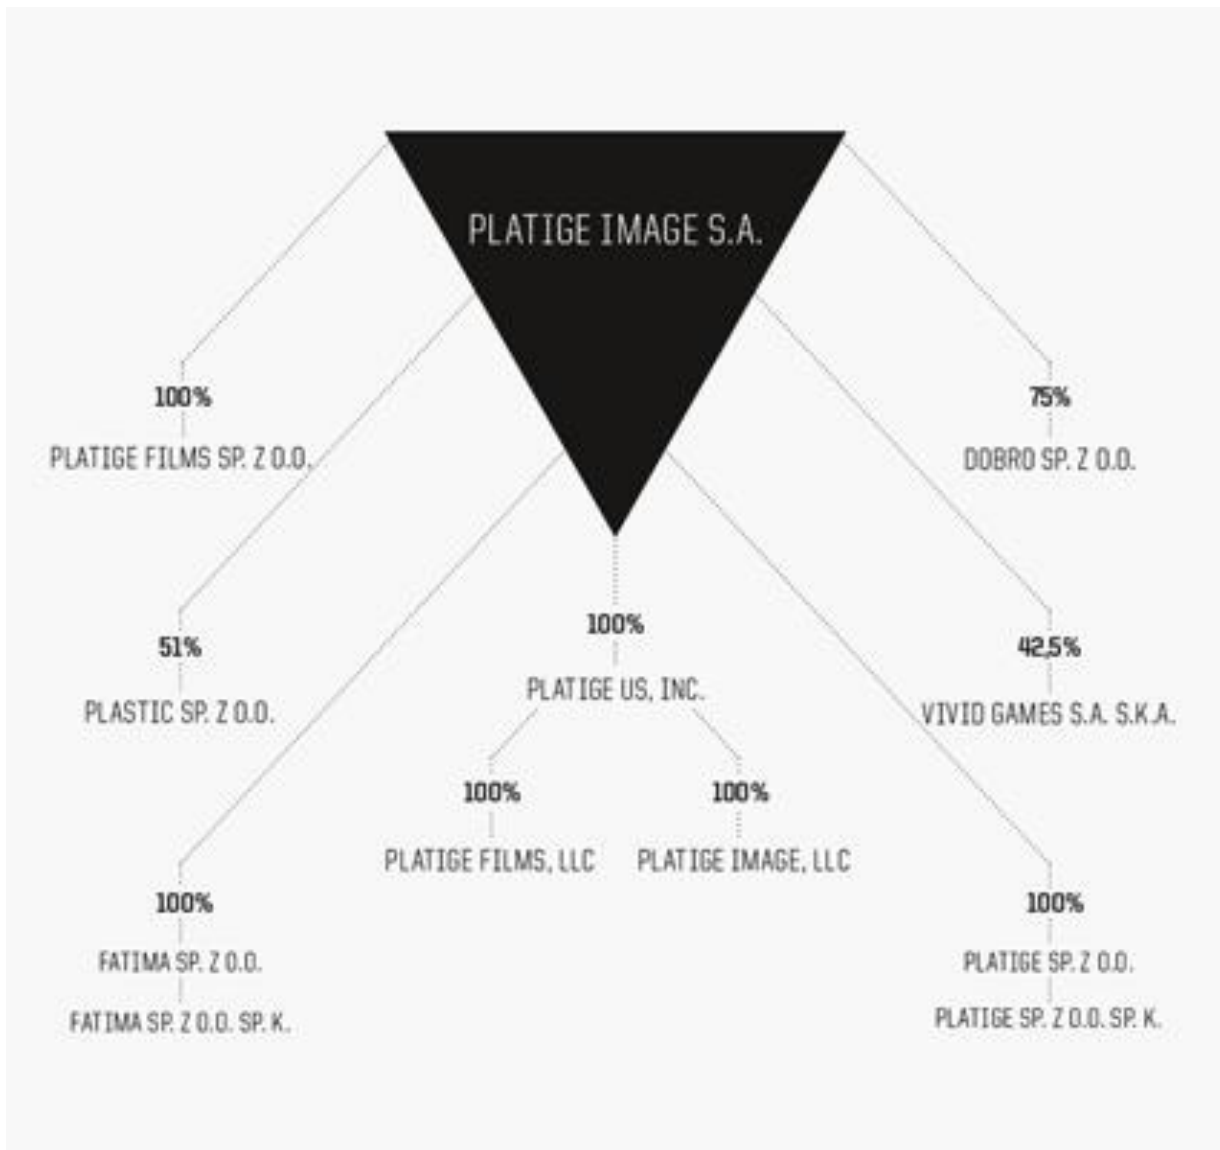 PLATIGE IMAGE S.A.
100%
PLATIGE FILMS SP. Z O.O.
75%
DOBRO SP. Z O.O.
51%
PLASTIC SP. Z O.O.
100%
PLATIGE US, INC.
42,5%
VIVID GAMES S.A. S.K.A.
100%
PLATIGE FILMS, LLC
100%
PLATIGE IMAGE, LLC
100%
FATIMA SP. Z O.O.
FATIMA SP. Z O.O. SP. K.
100%
PLATIGE SP. Z O.O.
PLATIGE SP. Z O.O. SP. K.